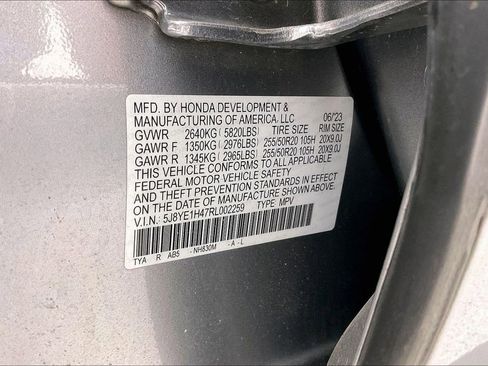 MFD. BY HONDA DEVELOPMENT &
MANUFACTURING OF AMERICA, LLC 06/23
GVWR 2640KG ( 5820LBS) TIRE SIZE RIM SIZE
GAWR F 1350KG ( 2976LBS) 255/50R20 105H 20X9.0J
GAWR R 1345KG ( 2965LBS) 255/50R20 105H 20X9.0J
THIS VEHICLE CONFORMS TO ALL APPLICABLE
FEDERAL MOTOR VEHICLE SAFETY
AND THEFT PREVENTION STANDARDS IN EFFECT
ON THE DATE OF MANUFACTURE SHOWN ABOVE.
V.I.N.: 5J8YE1H47RL002259 TYPE: MPV
TYA R AB5 -NH830M -A -L